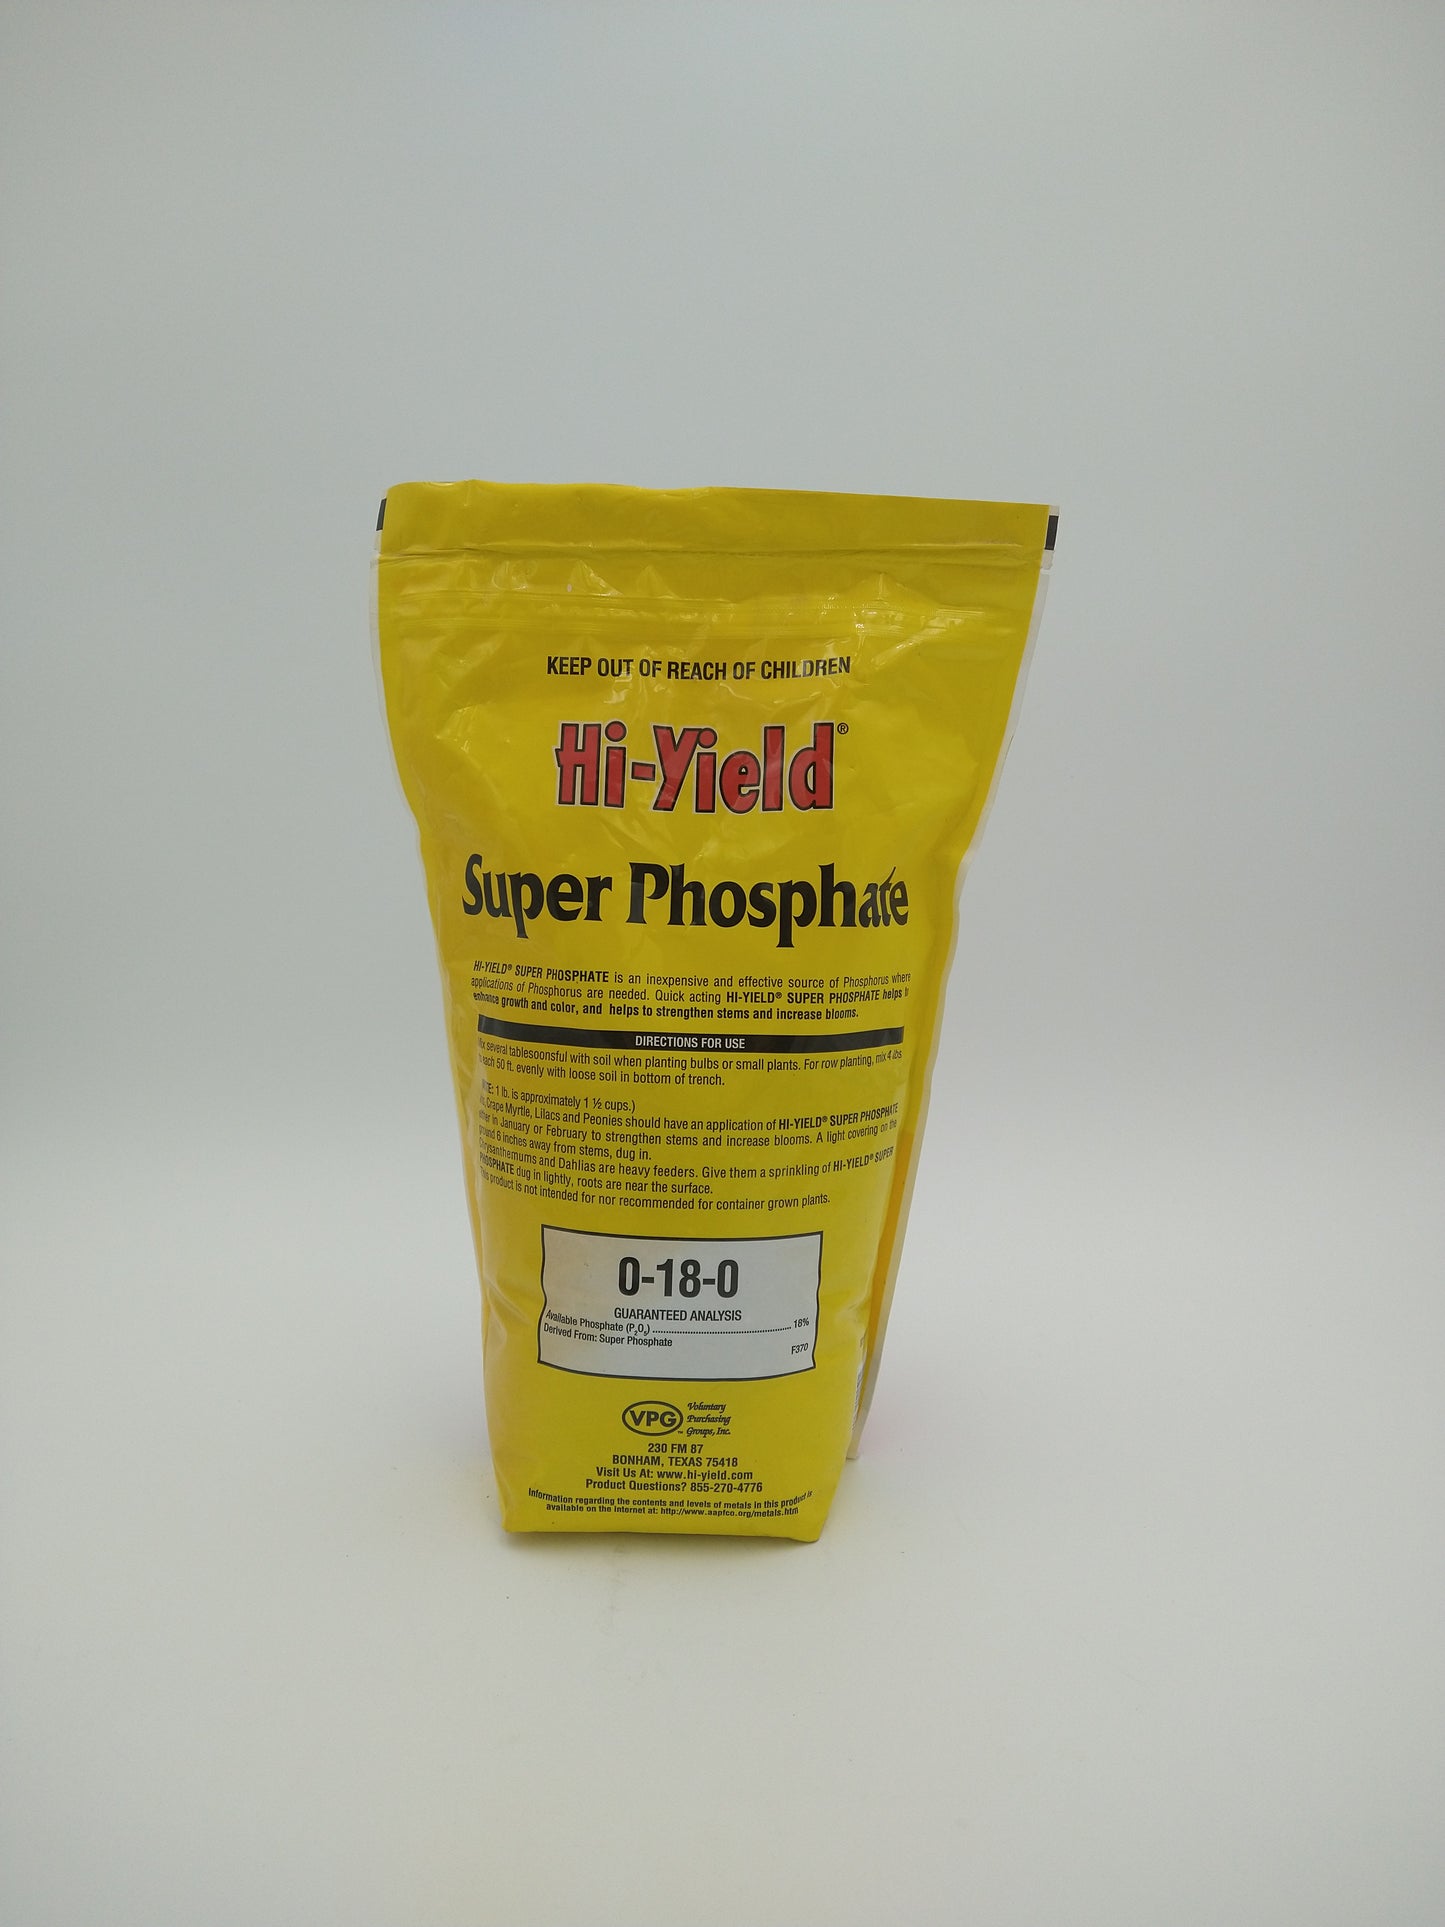 KEEP OUT OF REACH OF CHILDREN
Hi-Yield®
Super Phosphate
HI-YIELD® SUPER PHOSPHATE is an inexpensive and effective source of Phosphorus where
applications of Phosphorus are needed. Quick acting HI-YIELD® SUPER PHOSPHATE helps
enhance growth and color, and helps to strengthen stems and increase blooms.
DIRECTIONS FOR USE
several tablesoonsful with soil when planting bulbs or small plants. For row planting, mix 4 lbs
each 50 ft. evenly with loose soil in bottom of trench.
1 lb. is approximately 1 ½ cups.)
Crape Myrtle, Lilacs and Peonies should have an application of HI-YIELD® SUPER PHOSPHATE
in January or February to strengthen stems and increase blooms. A light covering on the
ground 6 inches away from stems, dug in.
Chrysanthemums and Dahlias are heavy feeders. Give them a sprinkling of HI-YIELD® SUPER
PHOSPHATE dug in lightly, roots are near the surface.
product is not intended for nor recommended for container grown plants.
0-18-0
GUARANTEED ANALYSIS
Available Phosphate (P₂O₅) ........................................ 18%
Derived From: Super Phosphate
F370
VPG™ Voluntary
Purchasing
Groups, Inc.
230 FM 87
BONHAM, TEXAS 75418
Visit Us At: www.hi-yield.com
Product Questions? 855-270-4776
Information regarding the contents and levels of metals in this product is
available on the internet at: http://www.aapfco.org/metals.htm